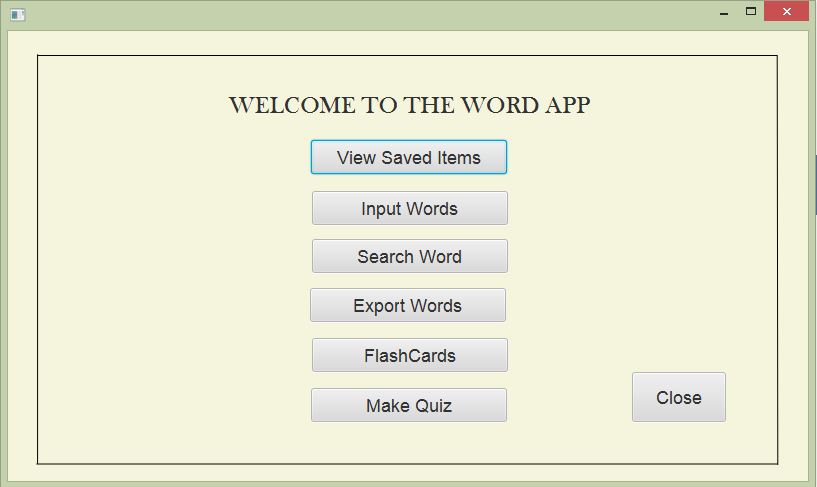 WELCOME TO THE WORD APP
View Saved Items
Input Words
Search Word
Export Words
FlashCards
Make Quiz
Close